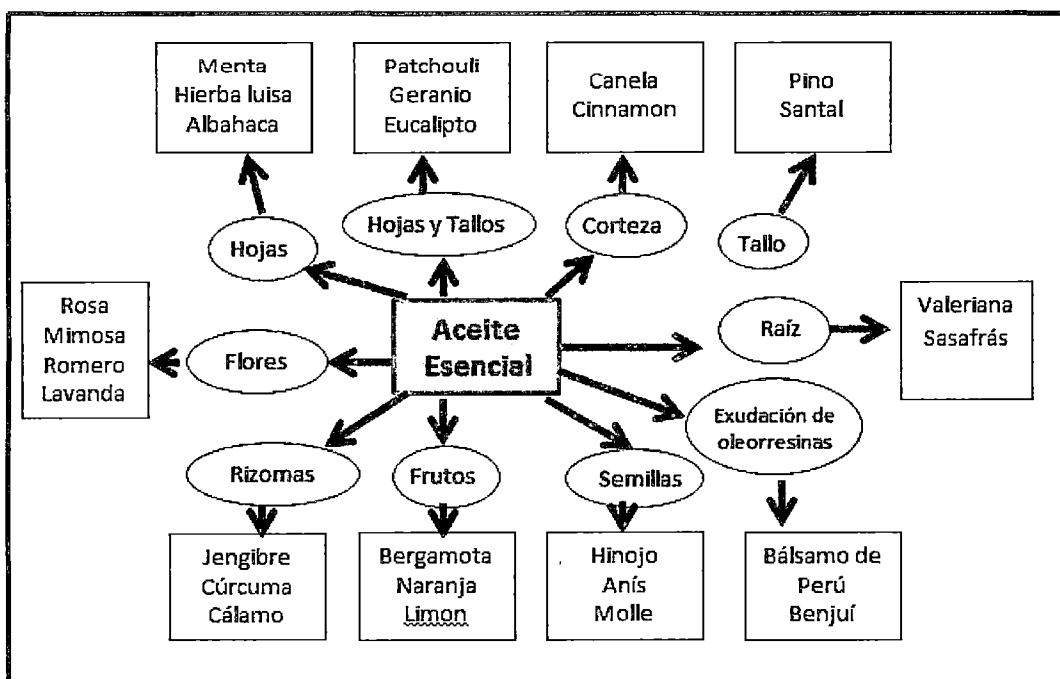 Menta
Hierba luisa
Albahaca
Patchouli
Geranio
Eucalipto
Canela
Cinnamon
Pino
Santal
Hojas
Hojas y Tallos
Corteza
Tallo
Rosa
Mimosa
Romero
Lavanda
Flores
Aceite
Esencial
Raíz
Valeriana
Sasafrás
Exudación de
oleorresinas
Rizomas
Frutos
Semillas
Jengibre
Cúrcuma
Cálamo
Bergamota
Naranja
Limon
Hinojo
Anís
Molle
Bálsamo de
Perú
Benjuí